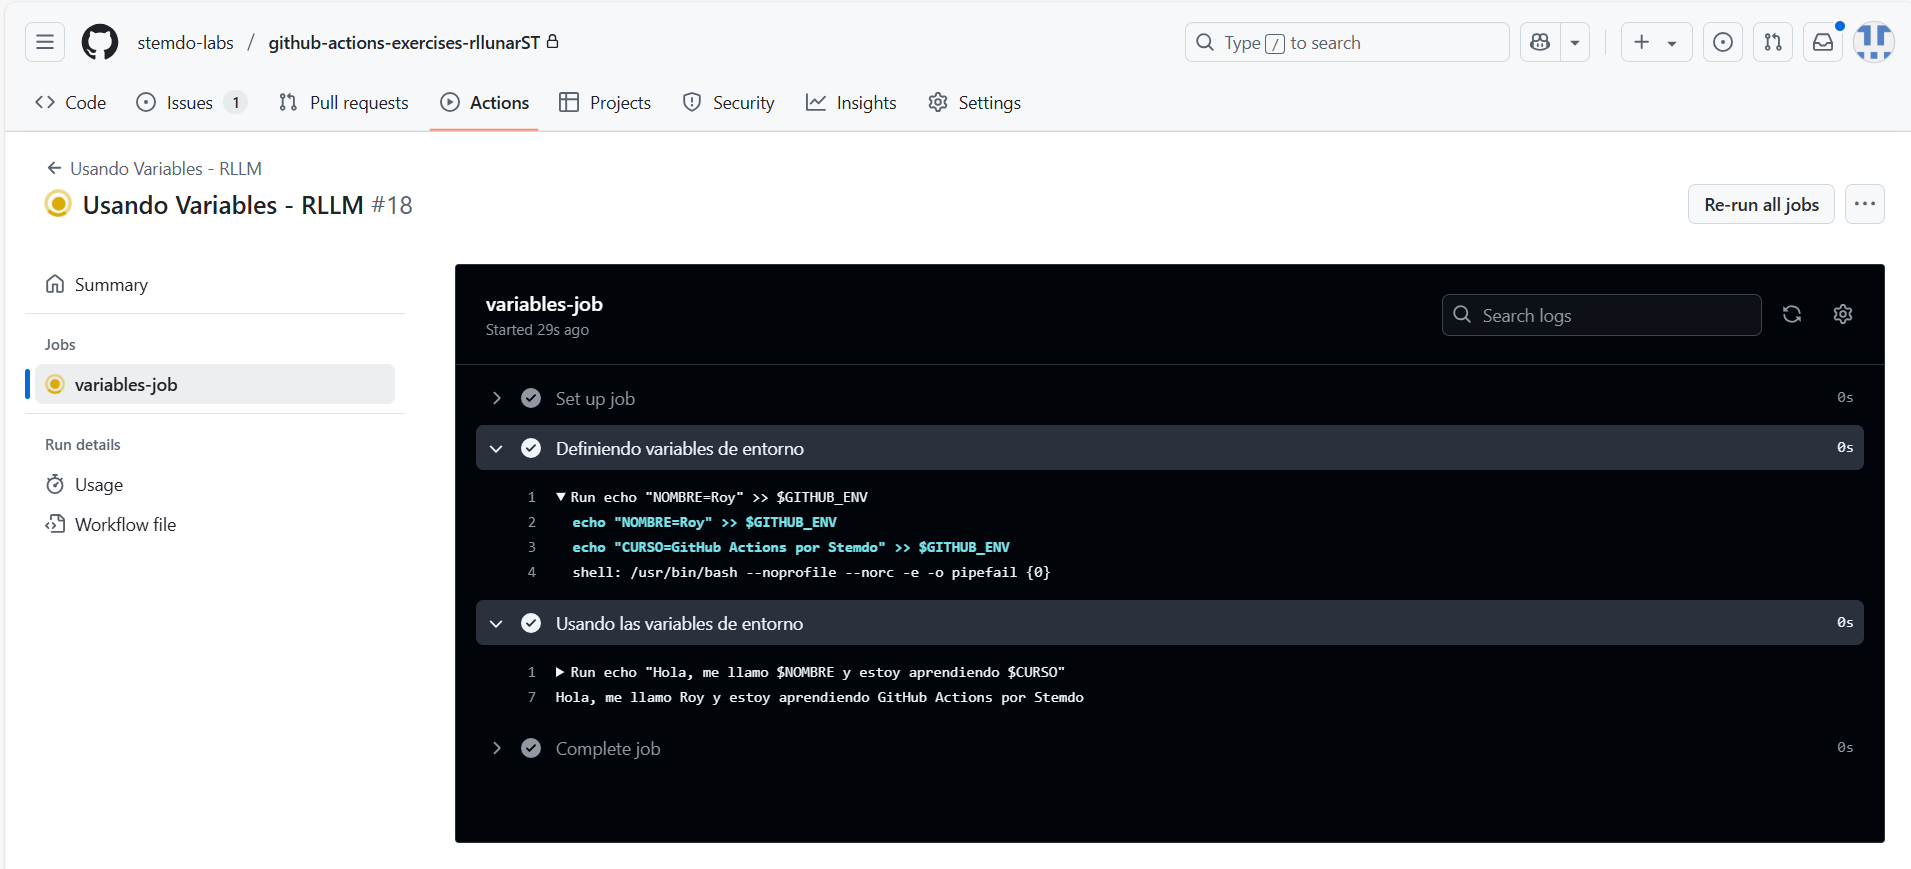 stemdo-labs / github-actions-exercises-rllunarST
Type / to search
Code
Issues 1
Pull requests
Actions
Projects
Security
Insights
Settings
Usando Variables - RLLM
Usando Variables - RLLM #18
Re-run all jobs
Summary
Jobs
variables-job
Run details
Usage
Workflow file
variables-job
Started 29s ago
Search logs
Set up job 0s
Definiendo variables de entorno 0s
1 Run echo "NOMBRE=Roy" >> $GITHUB_ENV
2 echo "NOMBRE=Roy" >> $GITHUB_ENV
3 echo "CURSO=GitHub Actions por Stemdo" >> $GITHUB_ENV
4 shell: /usr/bin/bash --noprofile --norc -e -o pipefail {0}
Usando las variables de entorno 0s
1 Run echo "Hola, me llamo $NOMBRE y estoy aprendiendo $CURSO"
7 Hola, me llamo Roy y estoy aprendiendo GitHub Actions por Stemdo
Complete job 0s